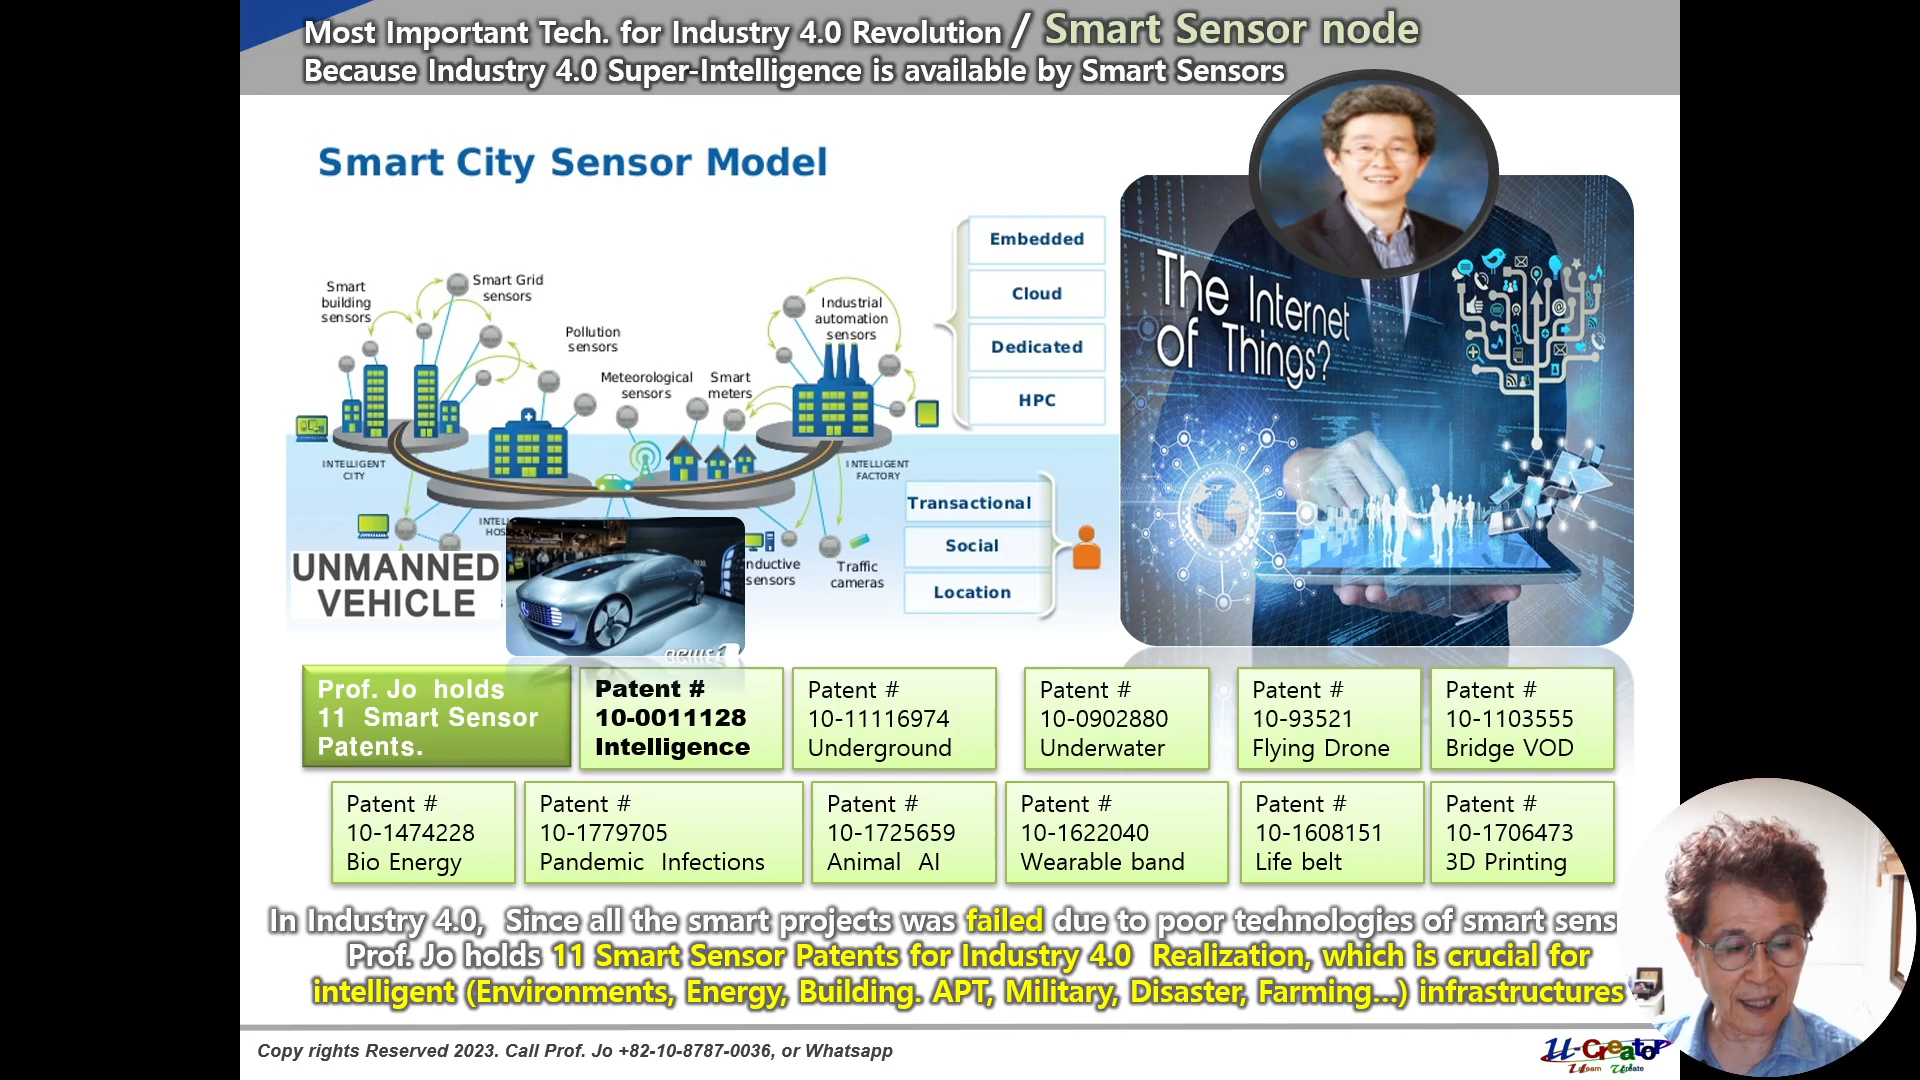 Most Important Tech. for Industry 4.0 Revolution / Smart Sensor node
Because Industry 4.0 Super-Intelligence is available by Smart Sensors
Smart City Sensor Model
Smart
building
sensors
Smart Grid
sensors
Pollution
sensors
Meteorological
sensors
Smart
meters
Industrial
automation
sensors
Embedded
Cloud
Dedicated
HPC
INTELLIGENT
CITY
INTELLIGENT
FACTORY
Transactional
Social
Location
UNMANNED
VEHICLE
nductive
sensors
Traffic
cameras
The Internet
of Things?
Prof. Jo holds
11 Smart Sensor
Patents.
Patent #
10-0011128
Intelligence
Patent #
10-11116974
Underground
Patent #
10-0902880
Underwater
Patent #
10-93521
Flying Drone
Patent #
10-1103555
Bridge VOD
Patent #
10-1474228
Bio Energy
Patent #
10-1779705
Pandemic Infections
Patent #
10-1725659
Animal AI
Patent #
10-1622040
Wearable band
Patent #
10-1608151
Life belt
Patent #
10-1706473
3D Printing
In Industry 4.0, Since all the smart projects was failed due to poor technologies of smart sens
Prof. Jo holds 11 Smart Sensor Patents for Industry 4.0 Realization, which is crucial for
intelligent (Environments, Energy, Building. APT, Military, Disaster, Farming...) infrastructures
Copy rights Reserved 2023. Call Prof. Jo +82-10-8787-0036, or Whatsapp
U-Creator